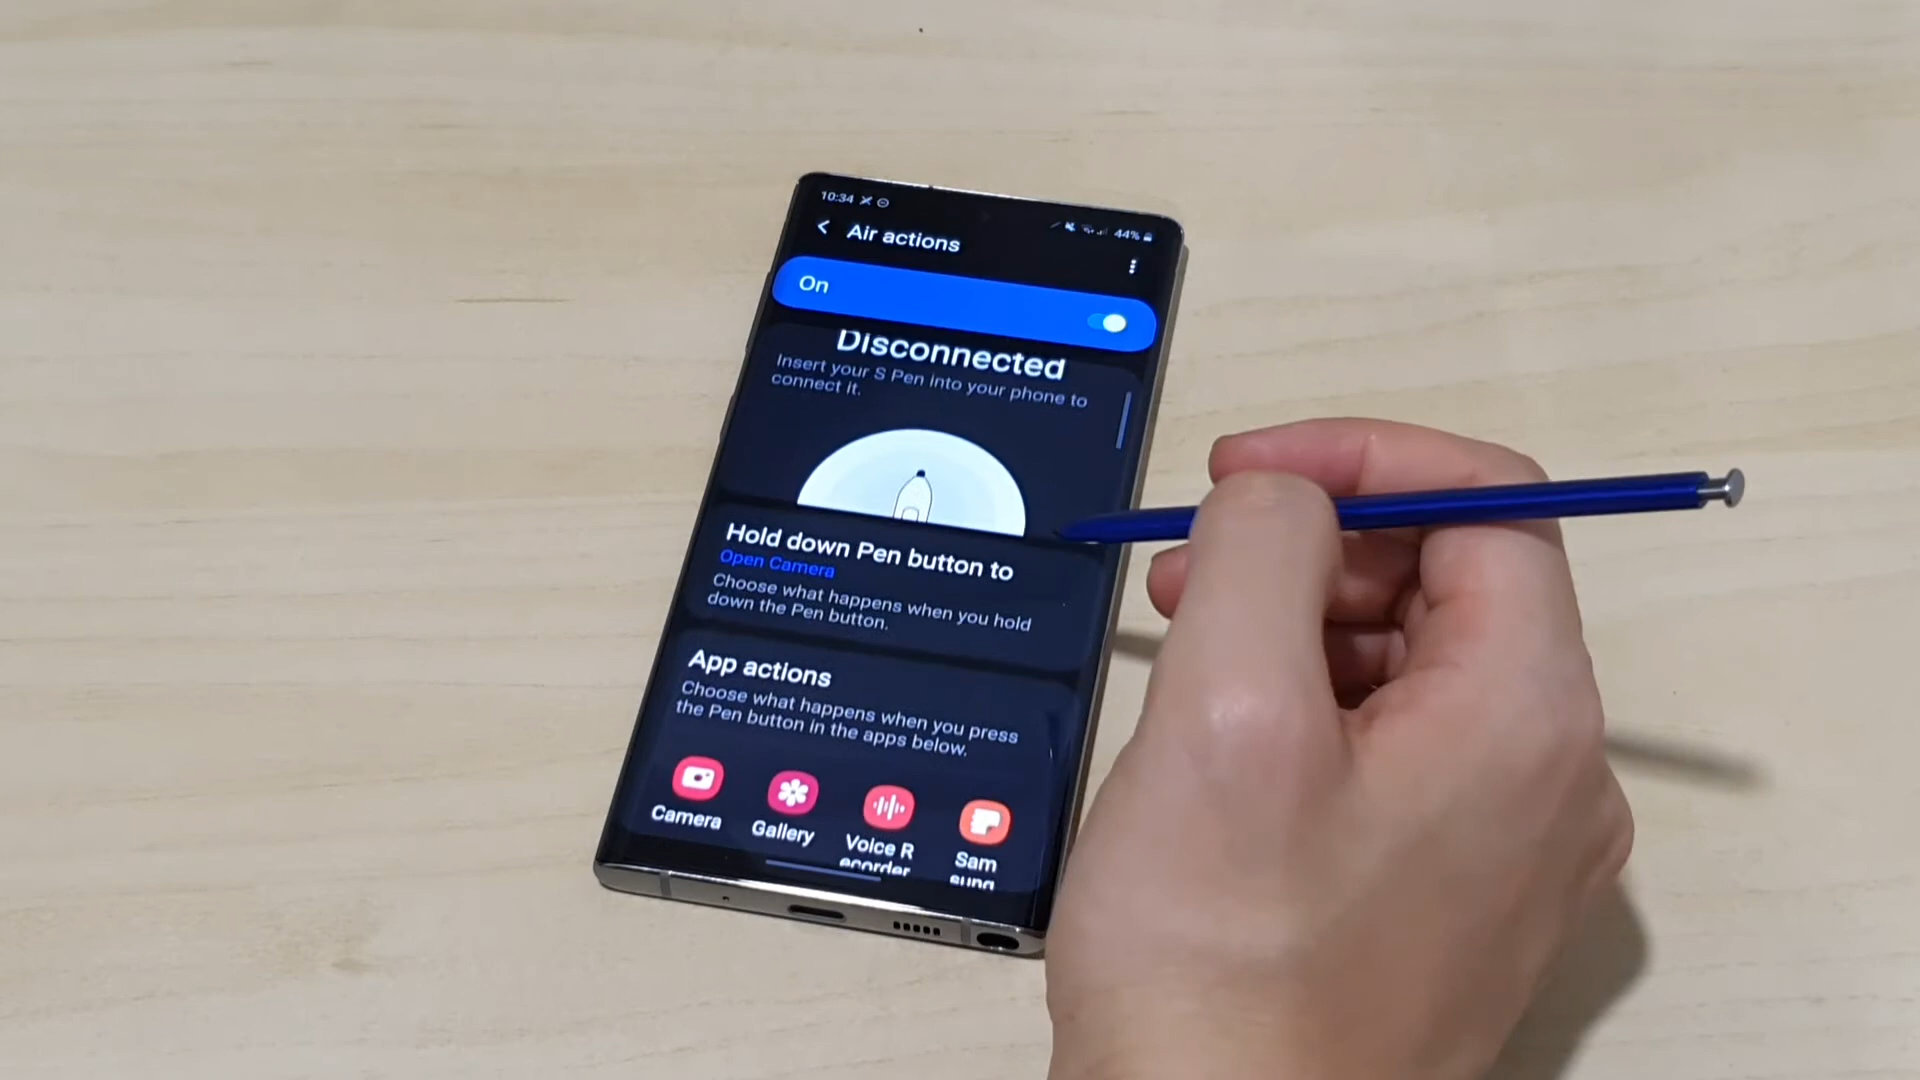 10:34
44%
Air actions
On
Disconnected
Insert your S Pen into your phone to
connect it.
Hold down Pen button to
Open Camera
Choose what happens when you hold
down the Pen button.
App actions
Choose what happens when you press
the Pen button in the apps below.
Camera
Gallery
Voice R
ecorder
Sam
sung